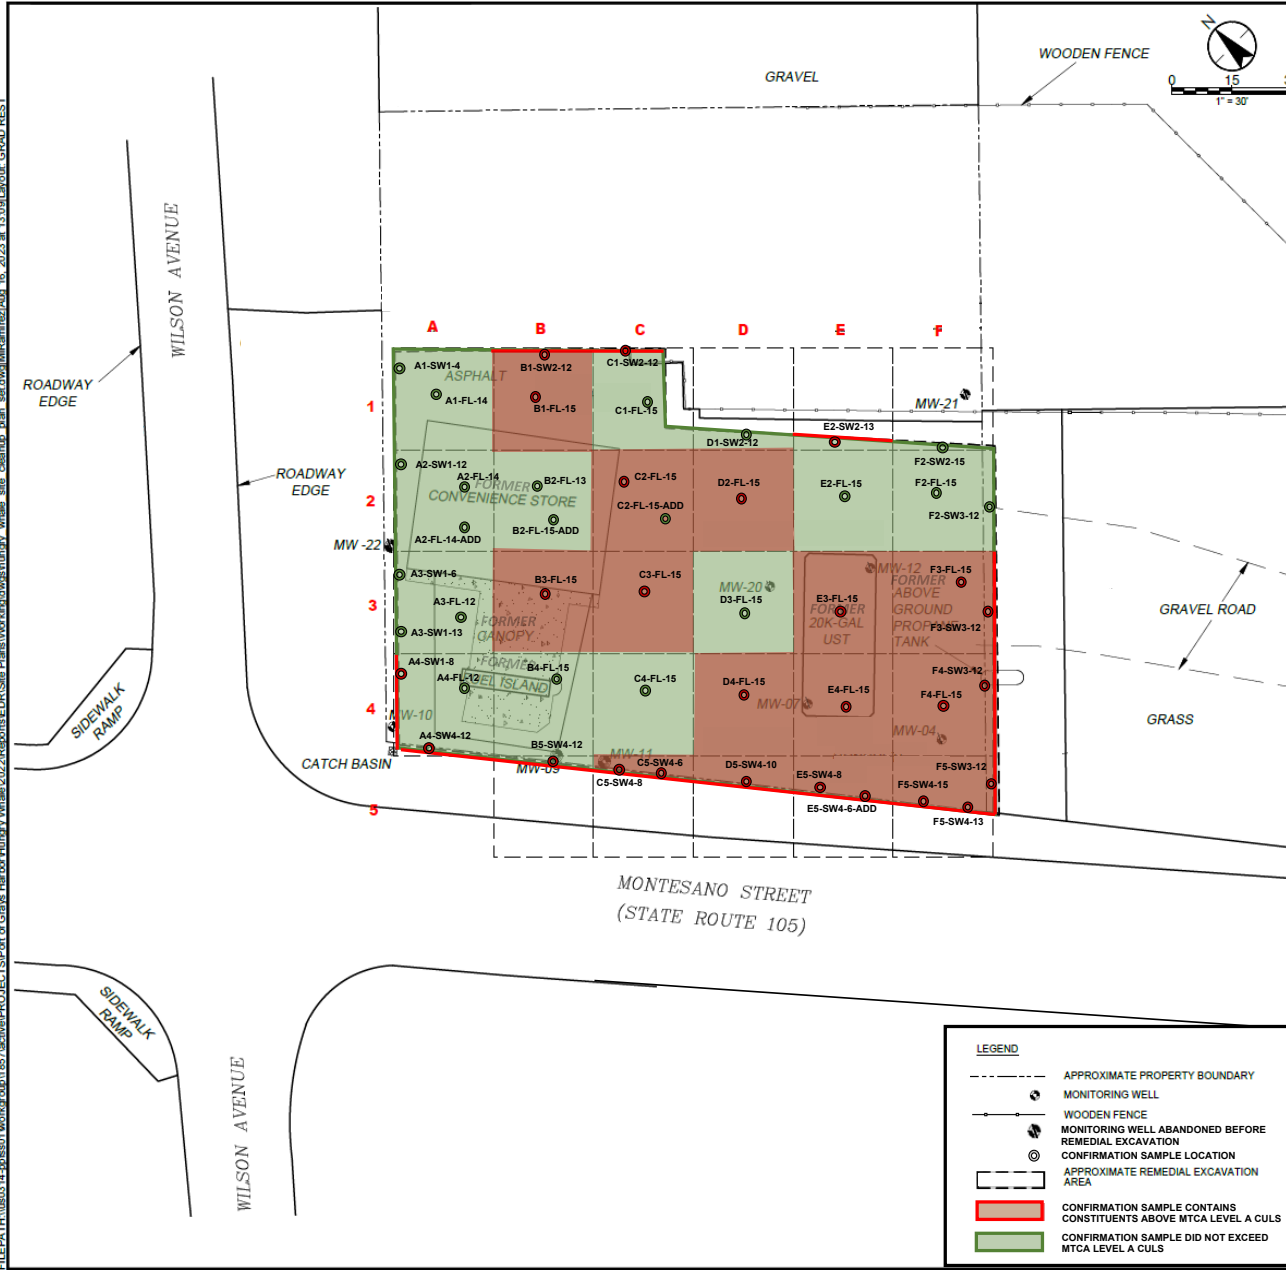 N
WOODEN FENCE
GRAVEL
0 15
1" = 30'
WILSON AVENUE
ROADWAY
EDGE
ROADWAY
EDGE
A B C D E F
1
2
3
4
5
A1-SW1-4
ASPHALT
A1-FL-14
B1-SW2-12
B1-FL-15
C1-SW2-12
C1-FL-15
D1-SW2-12
E2-SW2-13
MW-21
F2-SW2-15
A2-SW1-12
A2-FL-14
FORMER
CONVENIENCE STORE
B2-FL-13
A2-FL-14-ADD
B2-FL-15-ADD
C2-FL-15
C2-FL-15-ADD
D2-FL-15
E2-FL-15
F2-FL-15
F2-SW3-12
MW-22
A3-SW1-6
A3-FL-12
A3-SW1-13
B3-FL-15
FORMER
CANOPY
C3-FL-15
MW-20
D3-FL-15
MW-12
E3-FL-15
FORMER
20K-GAL
UST
F3-FL-15
FORMER
ABOVE
GROUND
PROPANE
TANK
F3-SW3-12
GRAVEL ROAD
A4-SW1-8
A4-FL-12
FORMER
FUEL ISLAND
B4-FL-15
C4-FL-15
D4-FL-15
MW-07
E4-FL-15
F4-SW3-12
F4-FL-15
MW-04
GRASS
SIDEWALK
RAMP
MW-10
A4-SW4-12
CATCH BASIN
B5-SW4-12
MW-09
MW-11
C5-SW4-6
C5-SW4-8
D5-SW4-10
E5-SW4-8
E5-SW4-6-ADD
F5-SW3-12
F5-SW4-15
F5-SW4-13
MONTESANO STREET
(STATE ROUTE 105)
SIDEWALK
RAMP
WILSON AVENUE
LEGEND
APPROXIMATE PROPERTY BOUNDARY
MONITORING WELL
WOODEN FENCE
MONITORING WELL ABANDONED BEFORE
REMEDIAL EXCAVATION
CONFIRMATION SAMPLE LOCATION
APPROXIMATE REMEDIAL EXCAVATION
AREA
CONFIRMATION SAMPLE CONTAINS
CONSTITUENTS ABOVE MTCA LEVEL A CULS
CONFIRMATION SAMPLE DID NOT EXCEED
MTCA LEVEL A CULS